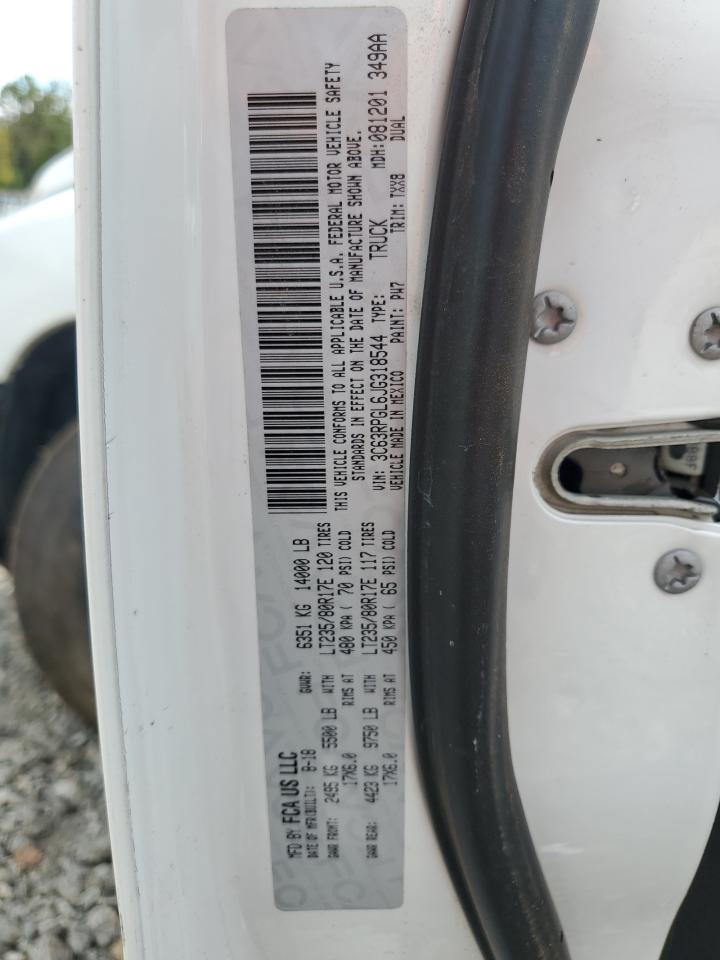 MFD BY FCA US LLC
DATE OF MFR(BUILT): 8-18 GVWR: 6351 KG 14000 LB
GAWR FRONT: 2495 KG 5500 LB WITH LT235/80R17E 120 TIRES
17X6.0 RIMS AT 480 KPA ( 70 PSI) COLD
GAWR REAR: 4423 KG 9750 LB WITH LT235/80R17E 117 TIRES
17X6.0 RIMS AT 450 KPA ( 65 PSI) COLD
THIS VEHICLE CONFORMS TO ALL APPLICABLE U.S.A. FEDERAL MOTOR VEHICLE SAFETY
STANDARDS IN EFFECT ON THE DATE OF MANUFACTURE SHOWN ABOVE.
VIN: 3C63RPGL6JG318544 TYPE: TRUCK MDH:081201 349AA
VEHICLE MADE IN MEXICO PAINT: PW7 TRIM: TXX8 DUAL